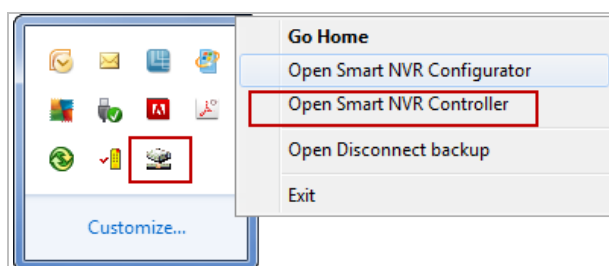 Go Home
Open Smart NVR Configurator
Open Smart NVR Controller
Open Disconnect backup
Exit
Customize...